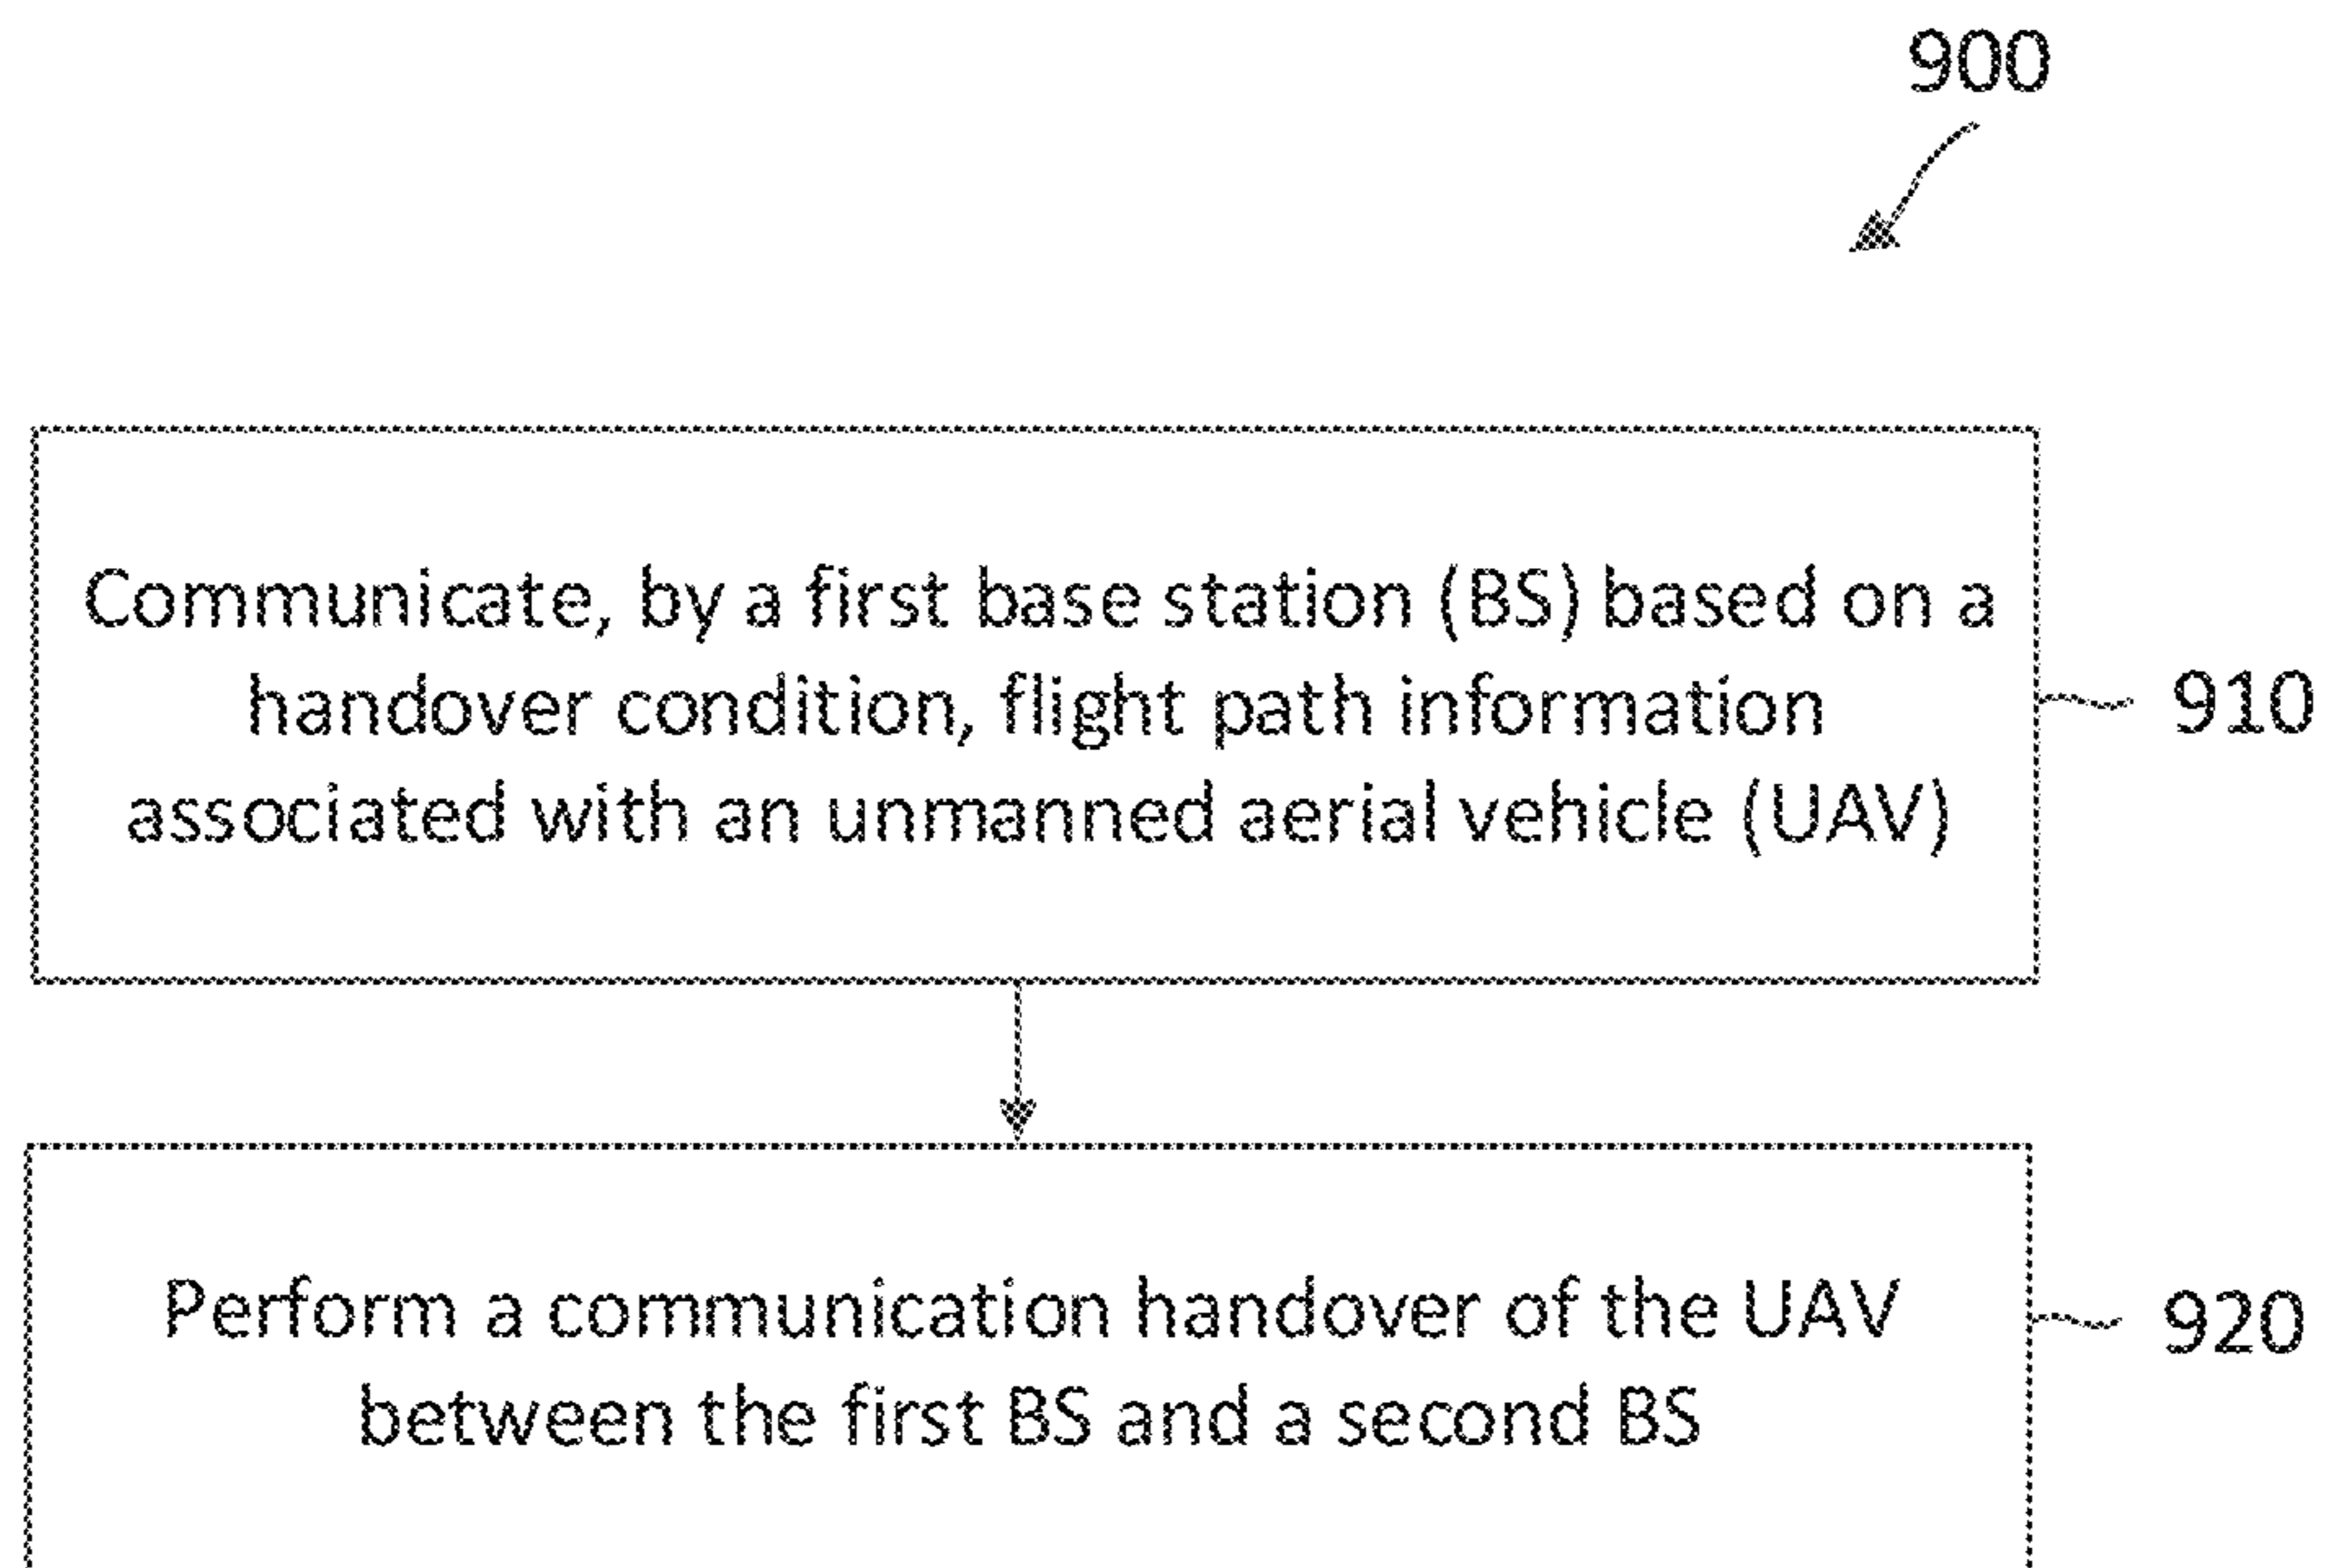 900
Communicate, by a first base station (BS) based on a
handover condition, flight path information
associated with an unmanned aerial vehicle (UAV)
910
Perform a communication handover of the UAV
between the first BS and a second BS
920